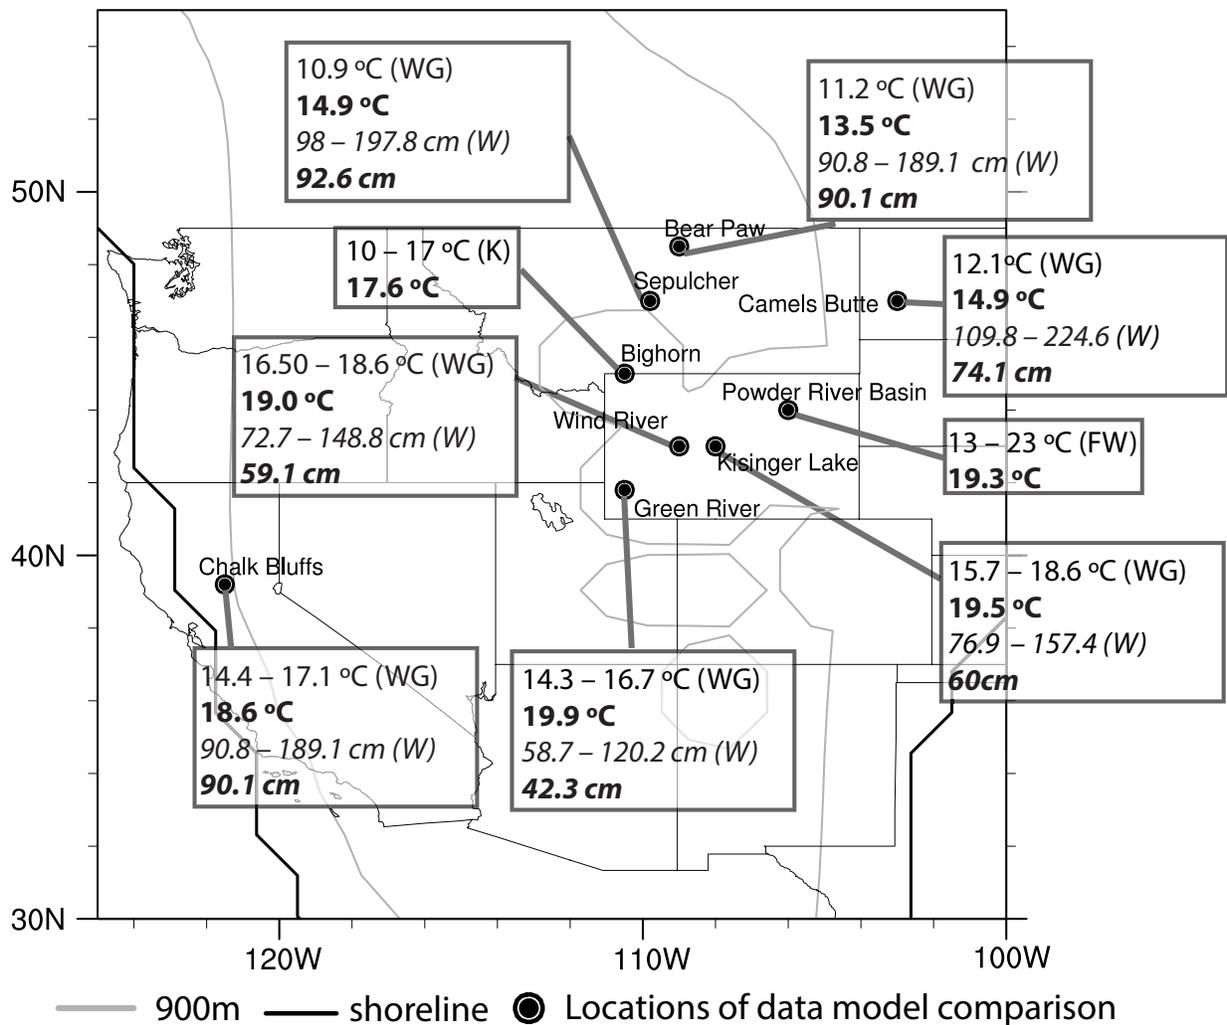 10.9 ºC (WG)
14.9 ºC
98 – 197.8 cm (W)
92.6 cm
11.2 ºC (WG)
13.5 ºC
90.8 – 189.1 cm (W)
90.1 cm
50N
Bear Paw
10 – 17 ºC (K)
17.6 ºC
Sepulcher
Camels Butte
12.1ºC (WG)
14.9 ºC
109.8 – 224.6 (W)
74.1 cm
16.50 – 18.6 ºC (WG)
19.0 ºC
72.7 – 148.8 cm (W)
59.1 cm
Bighorn
Powder River Basin
Wind River
Kisinger Lake
Green River
13 – 23 ºC (FW)
19.3 ºC
40N
Chalk Bluffs
15.7 – 18.6 ºC (WG)
19.5 ºC
76.9 – 157.4 (W)
60cm
14.4 – 17.1 ºC (WG)
18.6 ºC
90.8 – 189.1 cm (W)
90.1 cm
14.3 – 16.7 ºC (WG)
19.9 ºC
58.7 – 120.2 cm (W)
42.3 cm
30N
120W
110W
100W
900m
shoreline
Locations of data model comparison